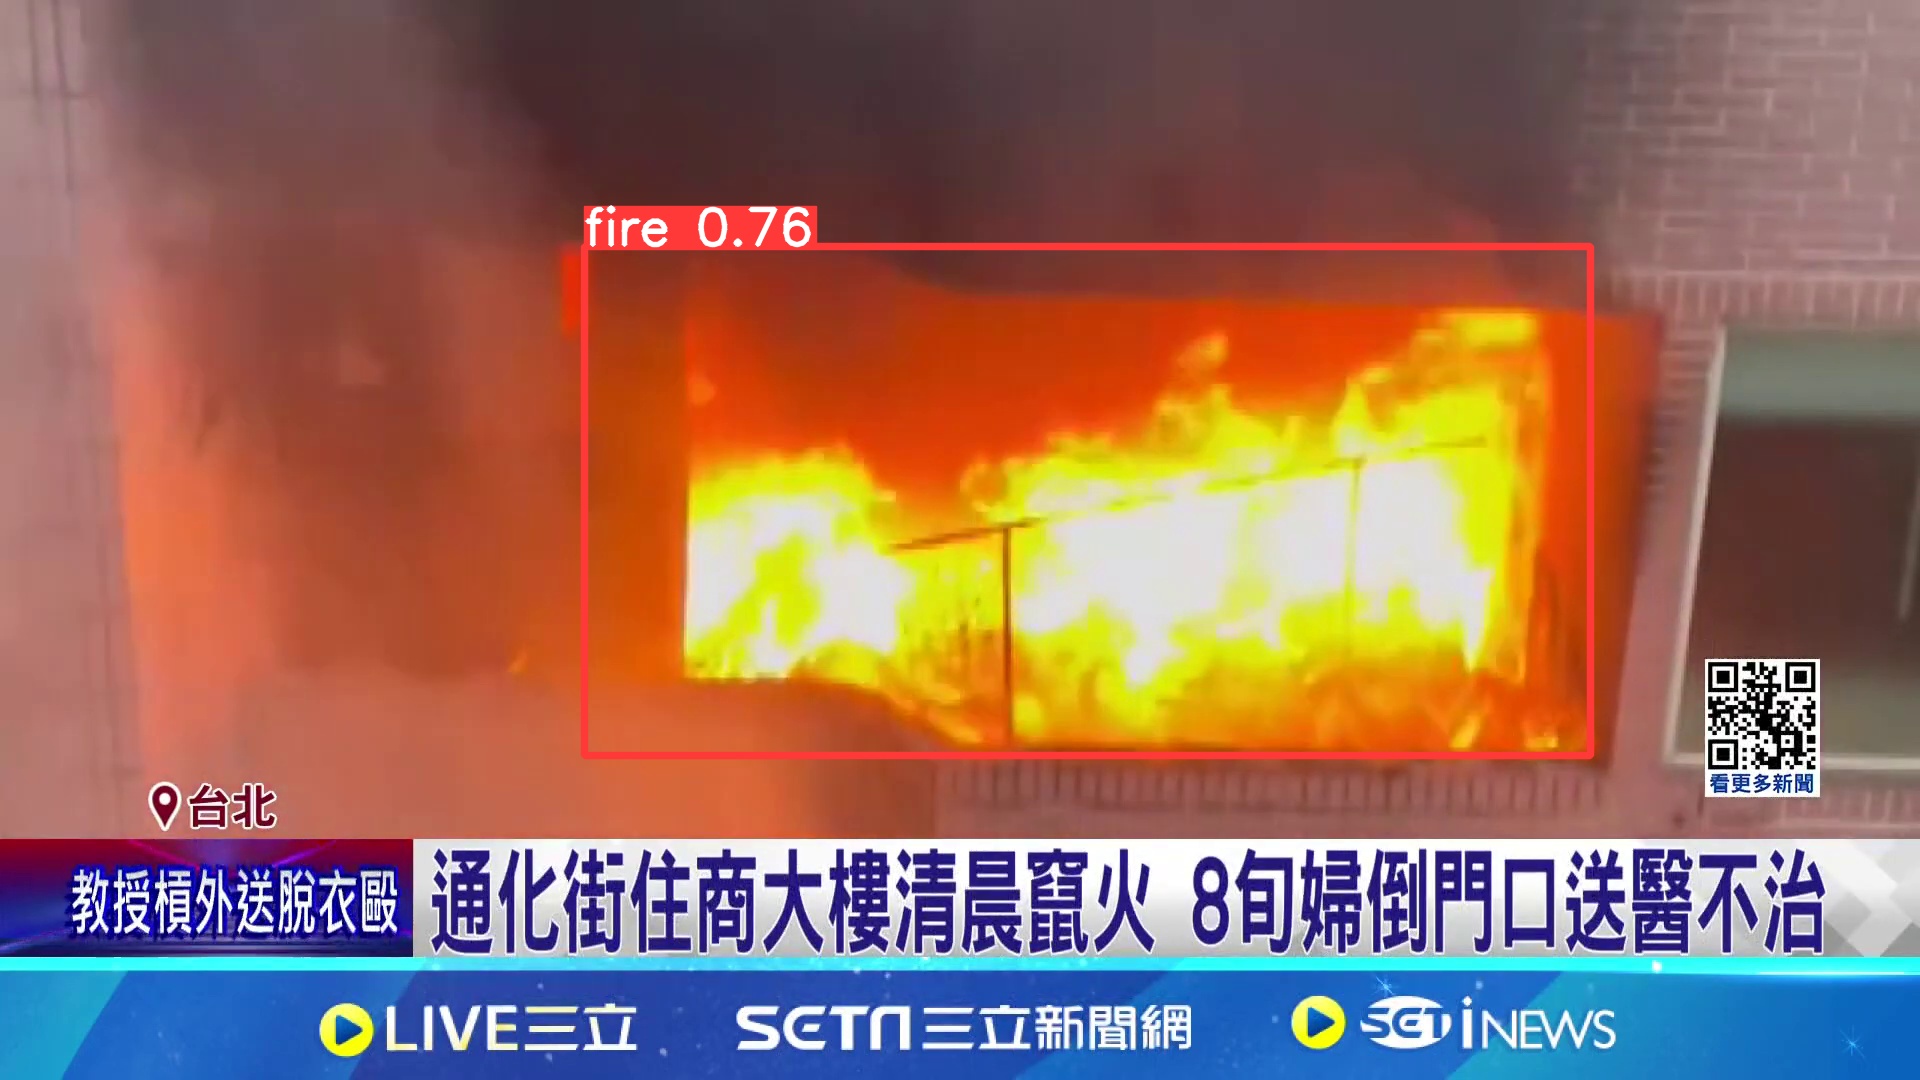 fire 0.76
看更多新聞
台北
教授槓外送脫衣毆
通化街住商大樓清晨竄火 8旬婦倒門口送醫不治
LIVE三立
SETN三立新聞網
SET iNEWS